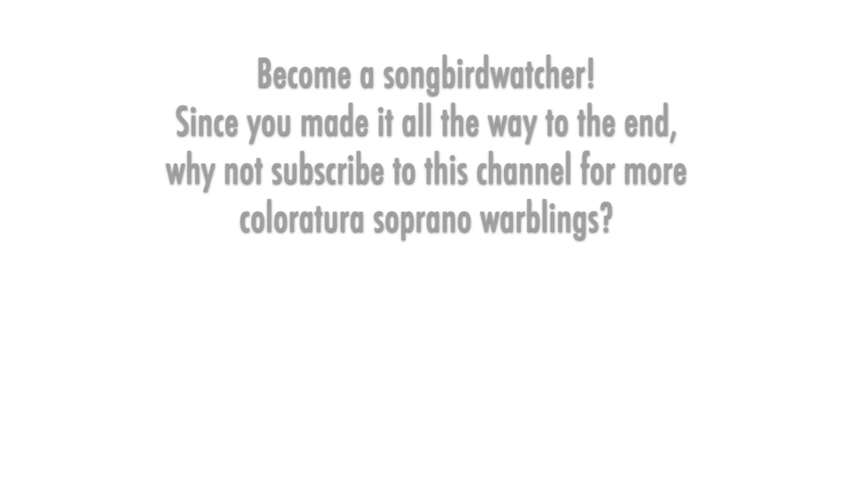 Become a songbirdwatcher!
Since you made it all the way to the end,
why not subscribe to this channel for more
coloratura soprano warblings?